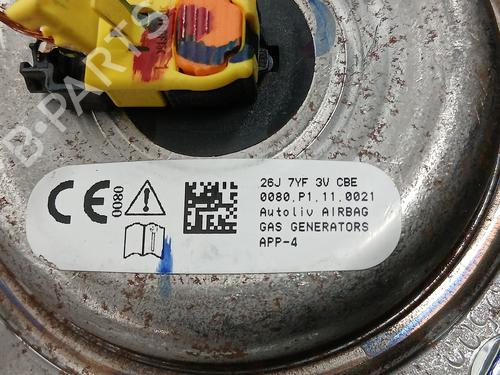 B-PARTS
CE
0080
26J 7YF 3V CBE
0080.P1.11.0021
Autoliv AIRBAG
GAS GENERATORS
APP-4